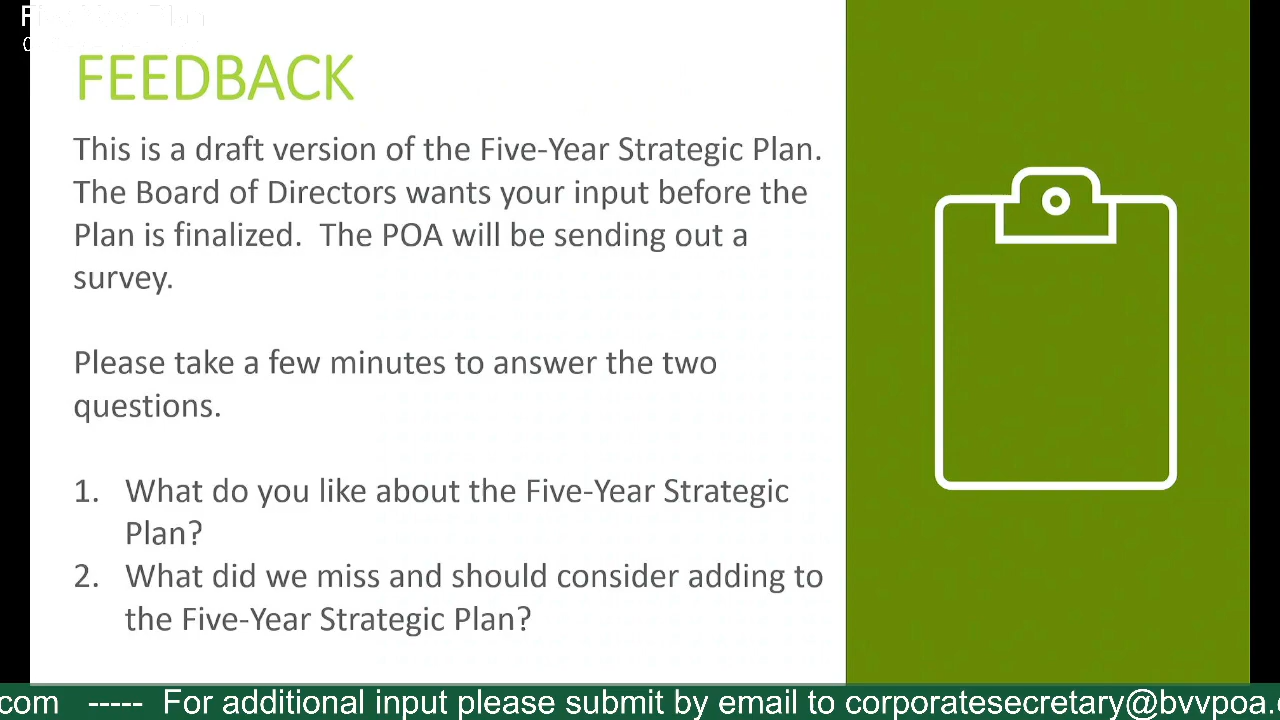 FEEDBACK
This is a draft version of the Five-Year Strategic Plan.
The Board of Directors wants your input before the
Plan is finalized.  The POA will be sending out a
survey.
Please take a few minutes to answer the two
questions.
1. What do you like about the Five-Year Strategic
Plan?
2. What did we miss and should consider adding to
the Five-Year Strategic Plan?
.com ----- For additional input please submit by email to corporatesecretary@bvvpoa.